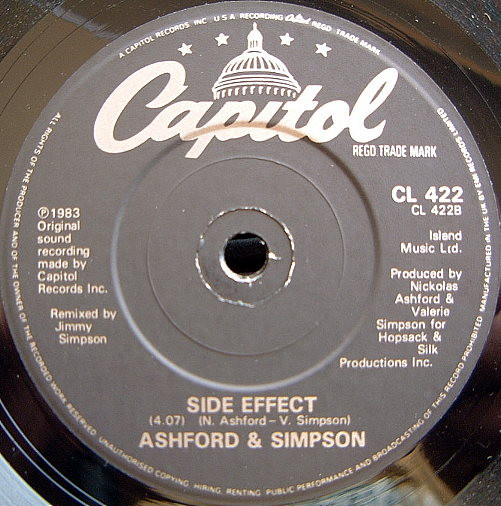 A CAPITOL RECORDS INC U.S.A RECORDING Capitol REGD TRADE MARK
Capitol
REGD. TRADE MARK
CL 422
CL 422B
℗1983
Original
sound
recording
made by
Capitol
Records Inc.
Remixed by
Jimmy
Simpson
Island
Music Lrd.
Produced by
Nickolas
Ashford &
Valerie
Simpson for
Hopsack &
Silk
Productions Inc.
SIDE EFFECT
(4.07) (N. Ashford – V. Simpson)
ASHFORD & SIMPSON
ALL RIGHTS OF THE PRODUCER AND OF THE OWNER OF THE RECORDED WORK RESERVED. UNAUTHORISED COPYING, HIRING, RENTING, PUBLIC PERFORMANCE AND BROADCASTING OF THIS RECORD PROHIBITED. MANUFACTURED IN THE UK BY EMI RECORDS LIMITED